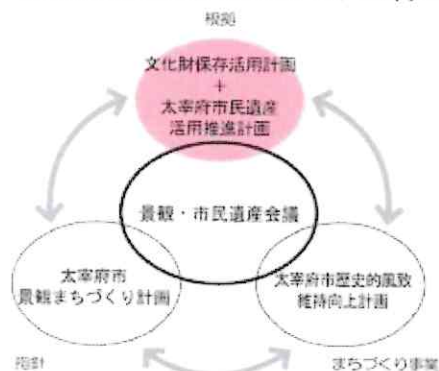 根拠
文化財保存活用計画
+
太宰府市民遺産
活用推進計画
景観・市民遺産会議
太宰府市
景観まちづくり計画
太宰府市歴史的風致
維持向上計画
指針
まちづくり事業